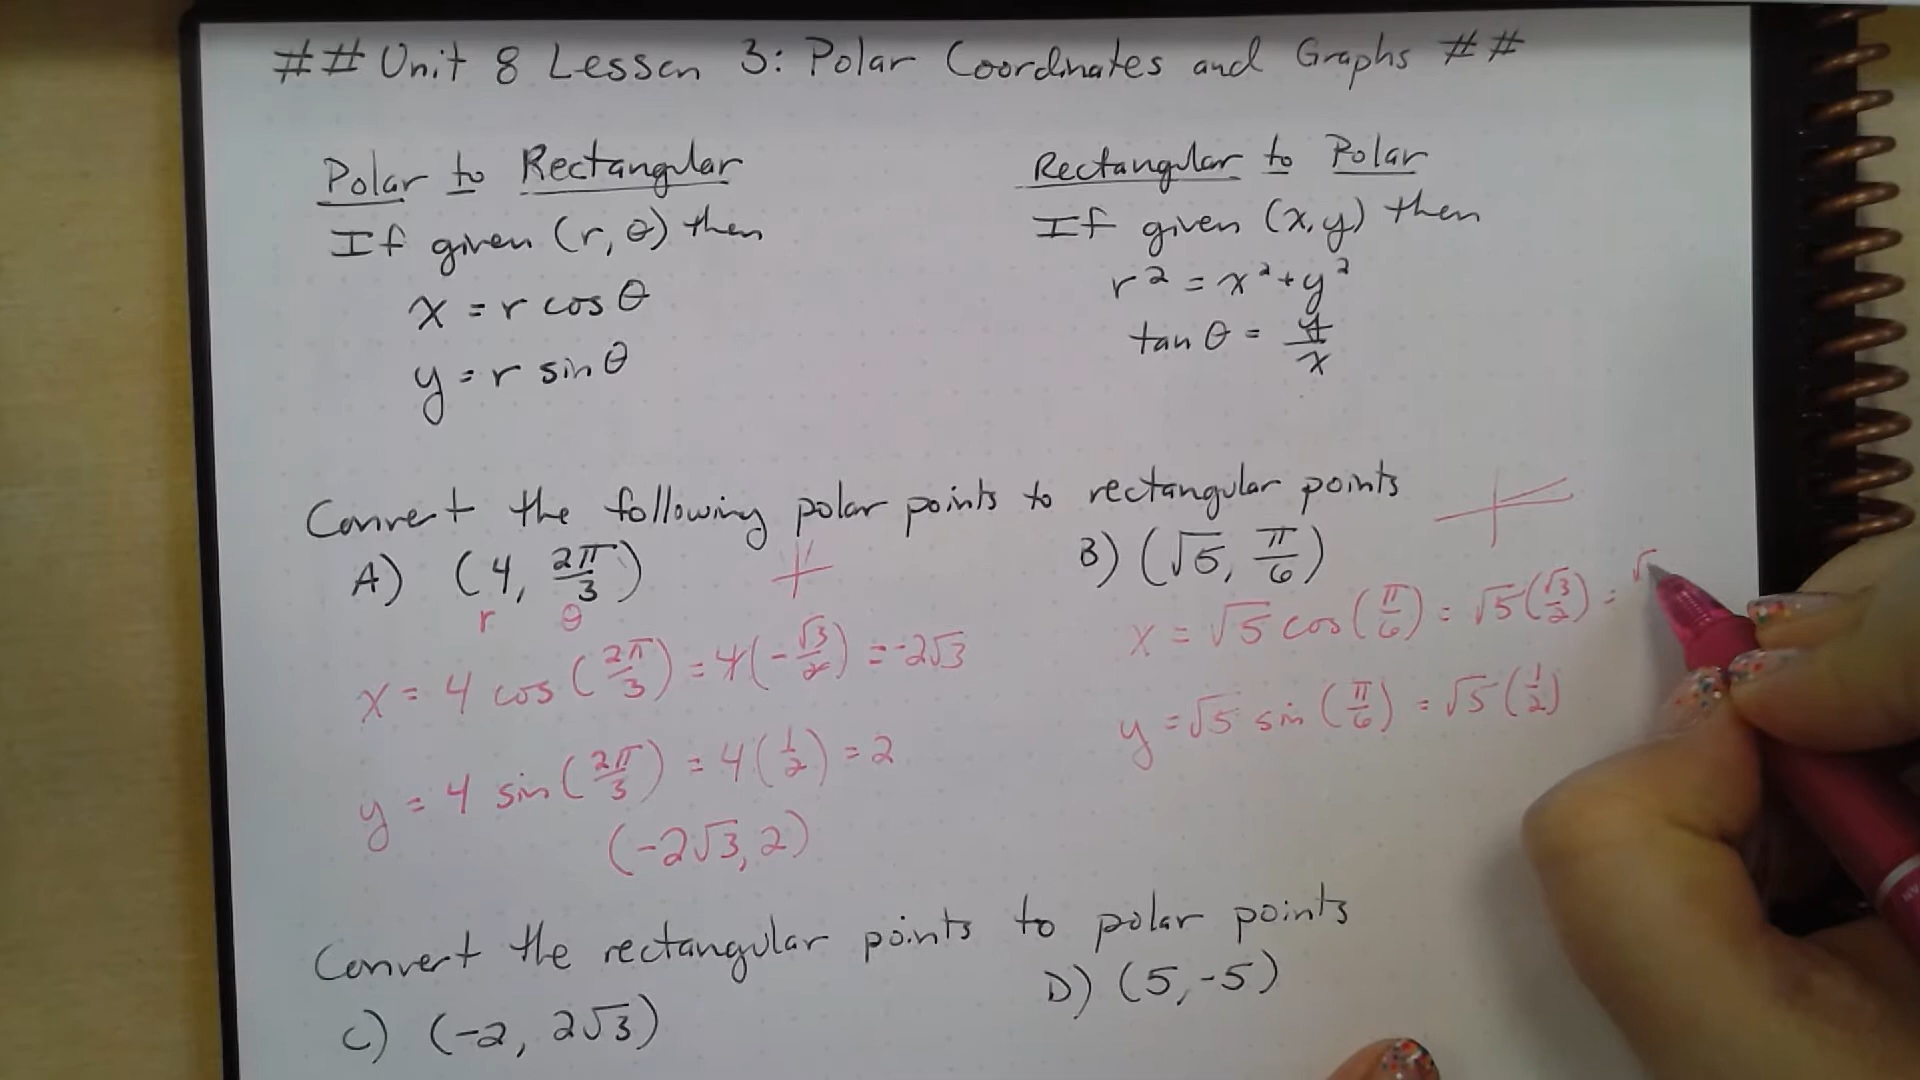 ## Unit 8 Lesson 3: Polar Coordinates and Graphs ##
Polar to Rectangular
If given (r, θ) then
x = r cos θ
y = r sin θ
Rectangular to Polar
If given (x, y) then
r² = x² + y²
tan θ = y/x
Convert the following polar points to rectangular points
A) (4, 2π/3)
r θ
x = 4 cos (2π/3) = 4(-√3/2) = -2√3
y = 4 sin (2π/3) = 4(1/2) = 2
(-2√3, 2)
B) (√5, π/6)
x = √5 cos (π/6) = √5(√3/2) = √
y = √5 sin (π/6) = √5(1/2)
Convert the rectangular points to polar points
C) (-2, 2√3)
D) (5, -5)